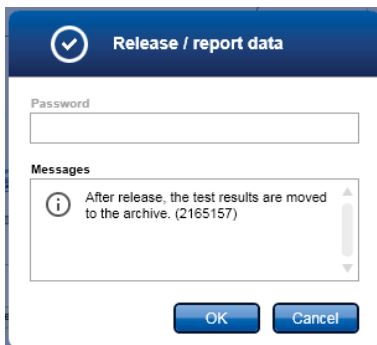 Release / report data
Password
Messages
After release, the test results are moved
to the archive. (2165157)
OK
Cancel